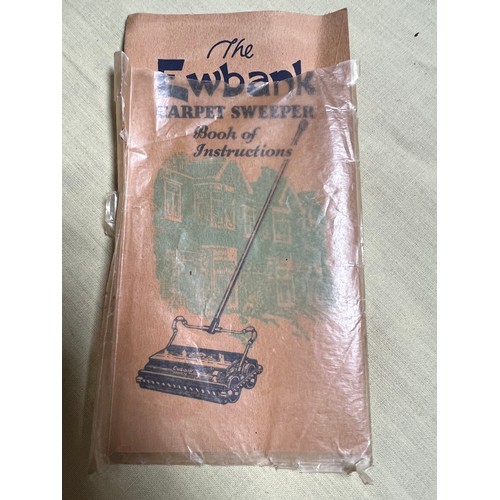 The
Ewbank
CARPET SWEEPER
Book of
Instructions